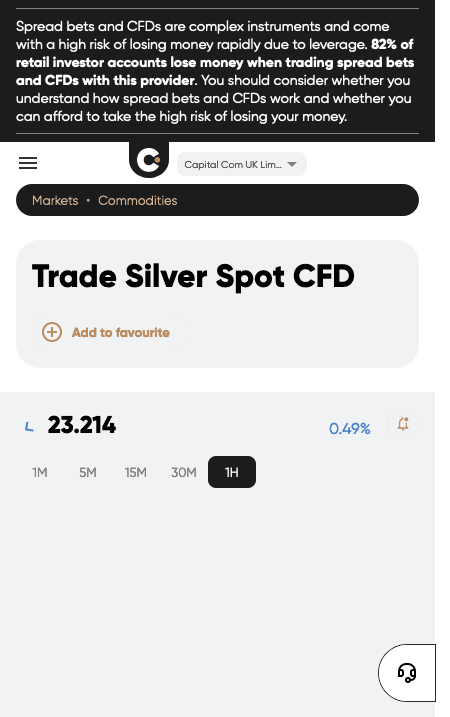 Spread bets and CFDs are complex instruments and come
with a high risk of losing money rapidly due to leverage. 82% of
retail investor accounts lose money when trading spread bets
and CFDs with this provider. You should consider whether you
understand how spread bets and CFDs work and whether you
can afford to take the high risk of losing your money.
Capital Com UK Lim...
Markets • Commodities
Trade Silver Spot CFD
Add to favourite
23.214 0.49%
1M 5M 15M 30M 1H